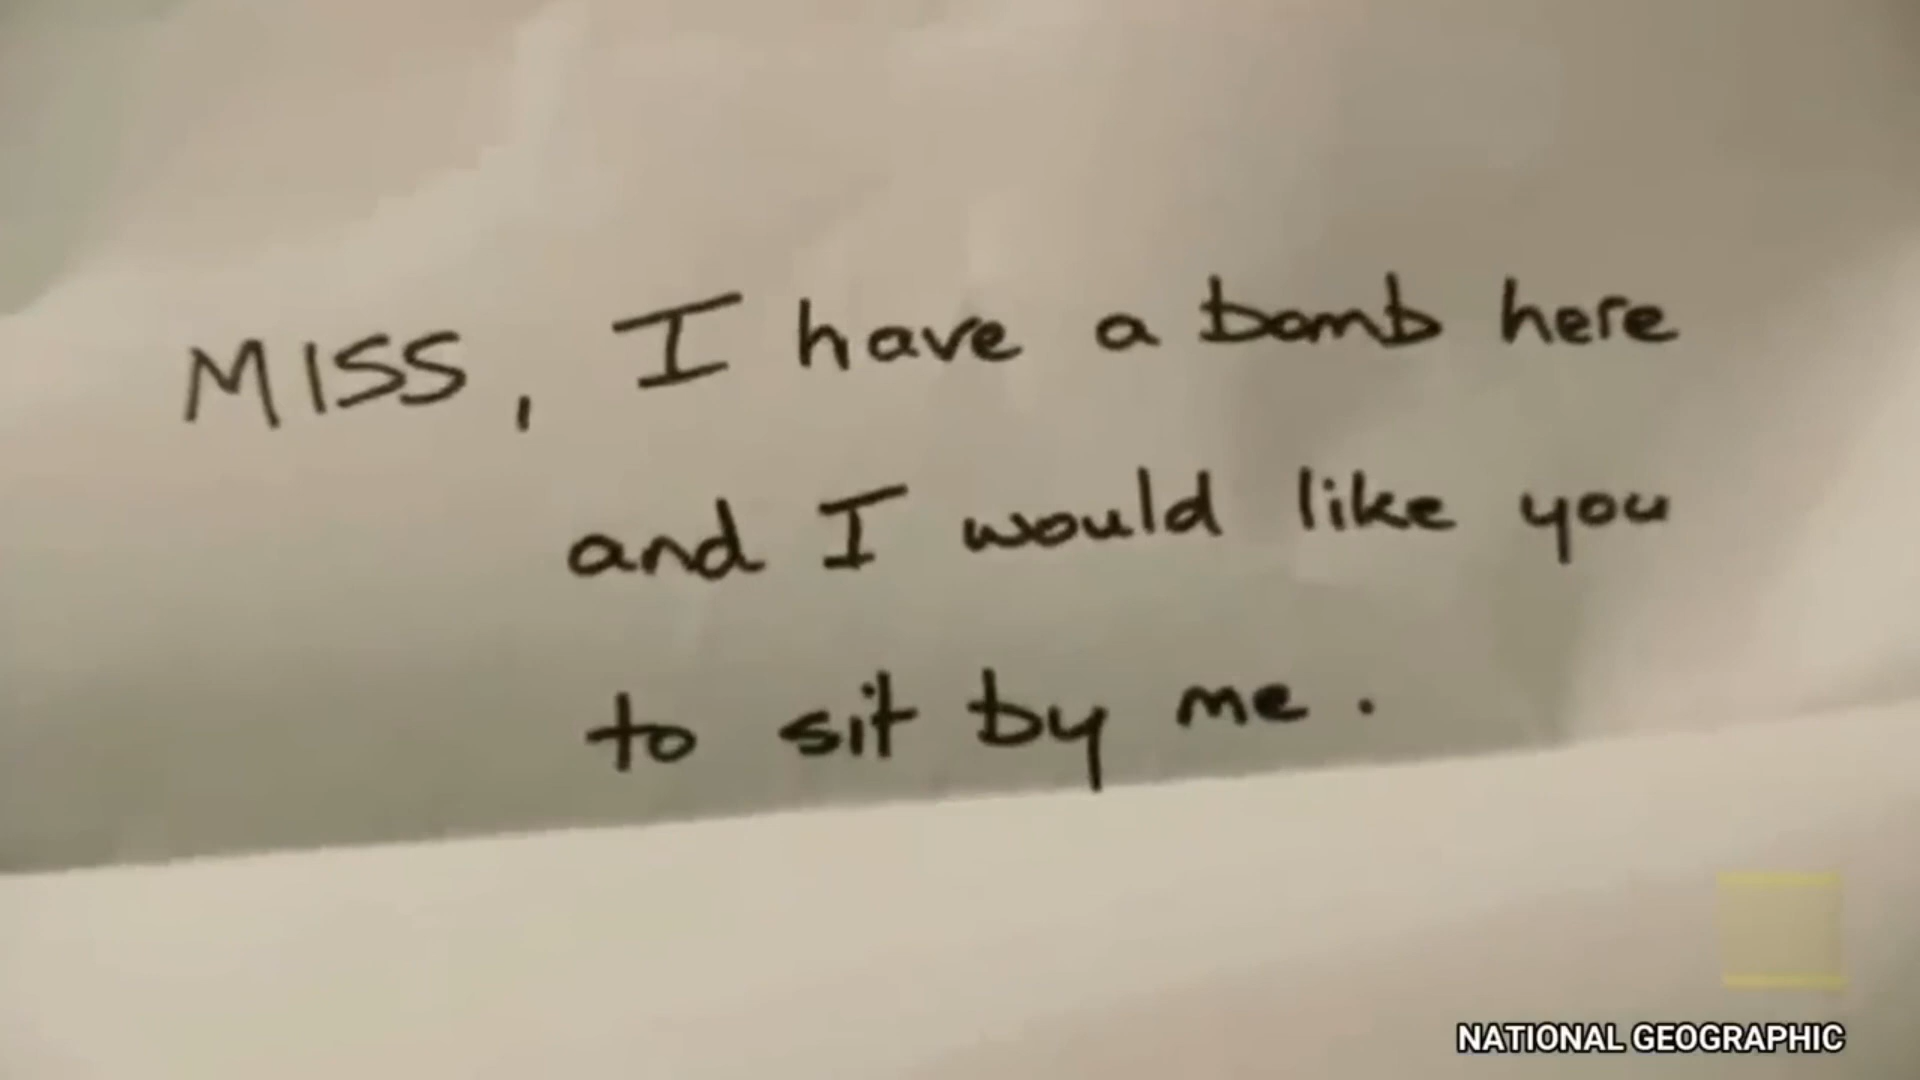 MISS, I have a bomb here
and I would like you
to sit by me.
NATIONAL GEOGRAPHIC